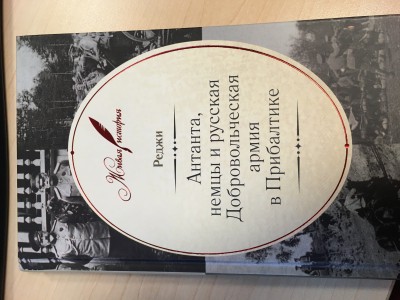 Живая история
Реджи
Антанта,
немцы и русская
Добровольческая
армия
в Прибалтике